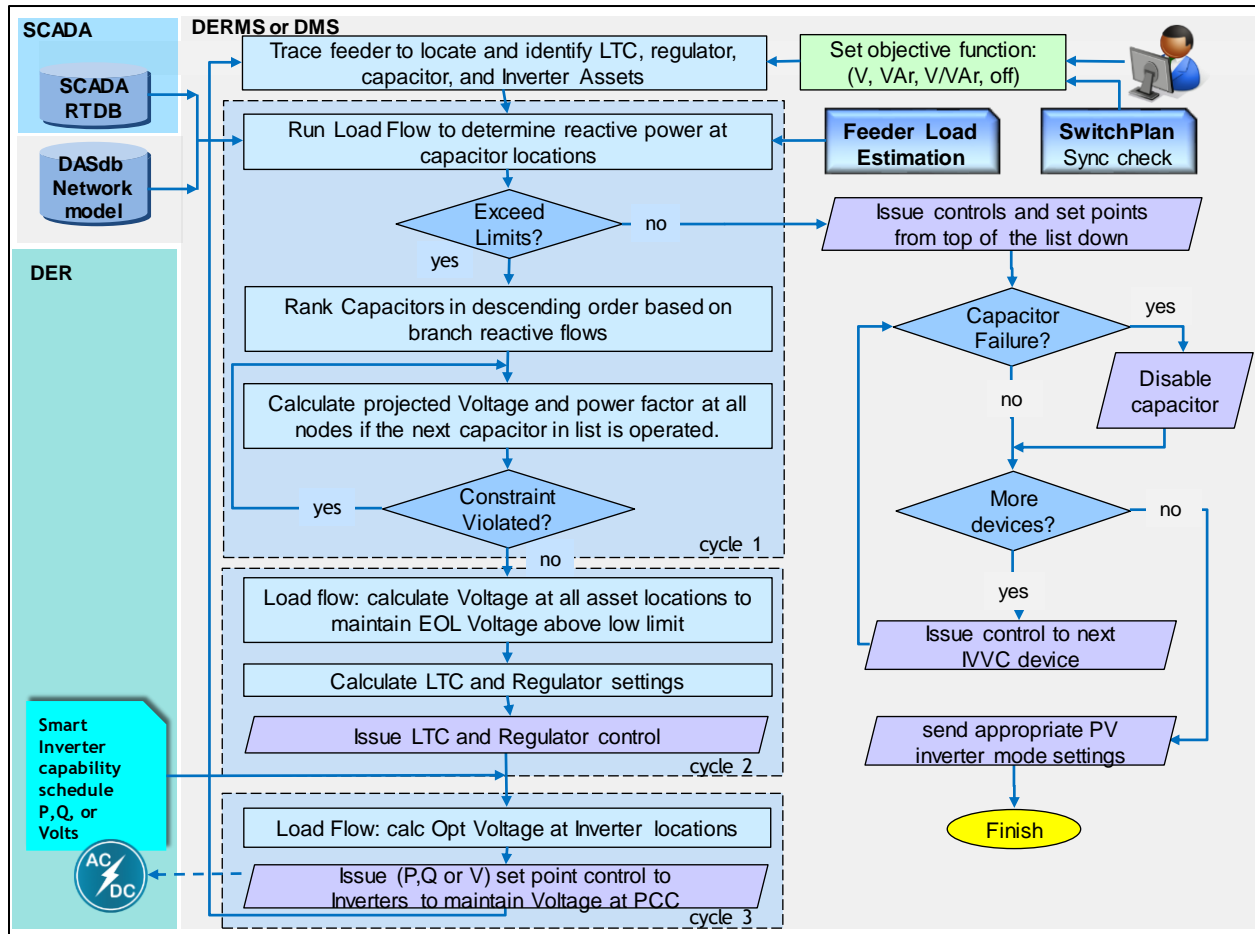 SCADA
DERMS or DMS
Trace feeder to locate and identify LTC, regulator,
capacitor, and Inverter Assets
Set objective function:
(V, VAr, V/VAr, off)
SCADA
RTDB
Run Load Flow to determine reactive power at
capacitor locations
Feeder Load
Estimation
SwitchPlan
Sync check
DASdb
Network
model
Exceed
Limits?
no
yes
Issue controls and set points
from top of the list down
DER
Rank Capacitors in descending order based on
branch reactive flows
Capacitor
Failure?
yes
no
Disable
capacitor
Calculate projected Voltage and power factor at all
nodes if the next capacitor in list is operated.
Constraint
Violated?
yes
no
cycle 1
More
devices?
no
yes
Load flow: calculate Voltage at all asset locations to
maintain EOL Voltage above low limit
Issue control to next
IVVC device
Calculate LTC and Regulator settings
Issue LTC and Regulator control
cycle 2
Smart
Inverter
capability
schedule
P,Q, or
Volts
send appropriate PV
inverter mode settings
Load Flow: calc Opt Voltage at Inverter locations
Finish
AC
DC
Issue (P,Q or V) set point control to
Inverters to maintain Voltage at PCC
cycle 3